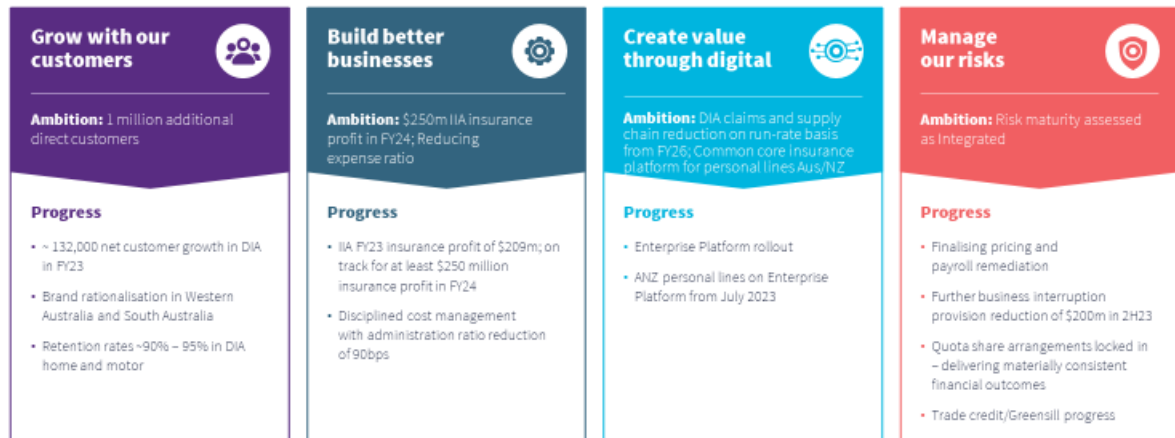 Grow with our
customers
Ambition: 1 million additional
direct customers
Progress
• ~ 132,000 net customer growth in DIA
in FY23
• Brand rationalisation in Western
Australia and South Australia
• Retention rates ~90% – 95% in DIA
home and motor
Build better
businesses
Ambition: $250m IIA insurance
profit in FY24; Reducing
expense ratio
Progress
• IIA FY23 insurance profit of $209m; on
track for at least $250 million
insurance profit in FY24
• Disciplined cost management
with administration ratio reduction
of 90bps
Create value
through digital
Ambition: DIA claims and supply
chain reduction on run-rate basis
from FY26; Common core insurance
platform for personal lines Aus/NZ
Progress
• Enterprise Platform rollout
• ANZ personal lines on Enterprise
Platform from July 2023
Manage
our risks
Ambition: Risk maturity assessed
as Integrated
Progress
• Finalising pricing and
payroll remediation
• Further business interruption
provision reduction of $200m in 2H23
• Quota share arrangements locked in
– delivering materially consistent
financial outcomes
• Trade credit/Greensill progress